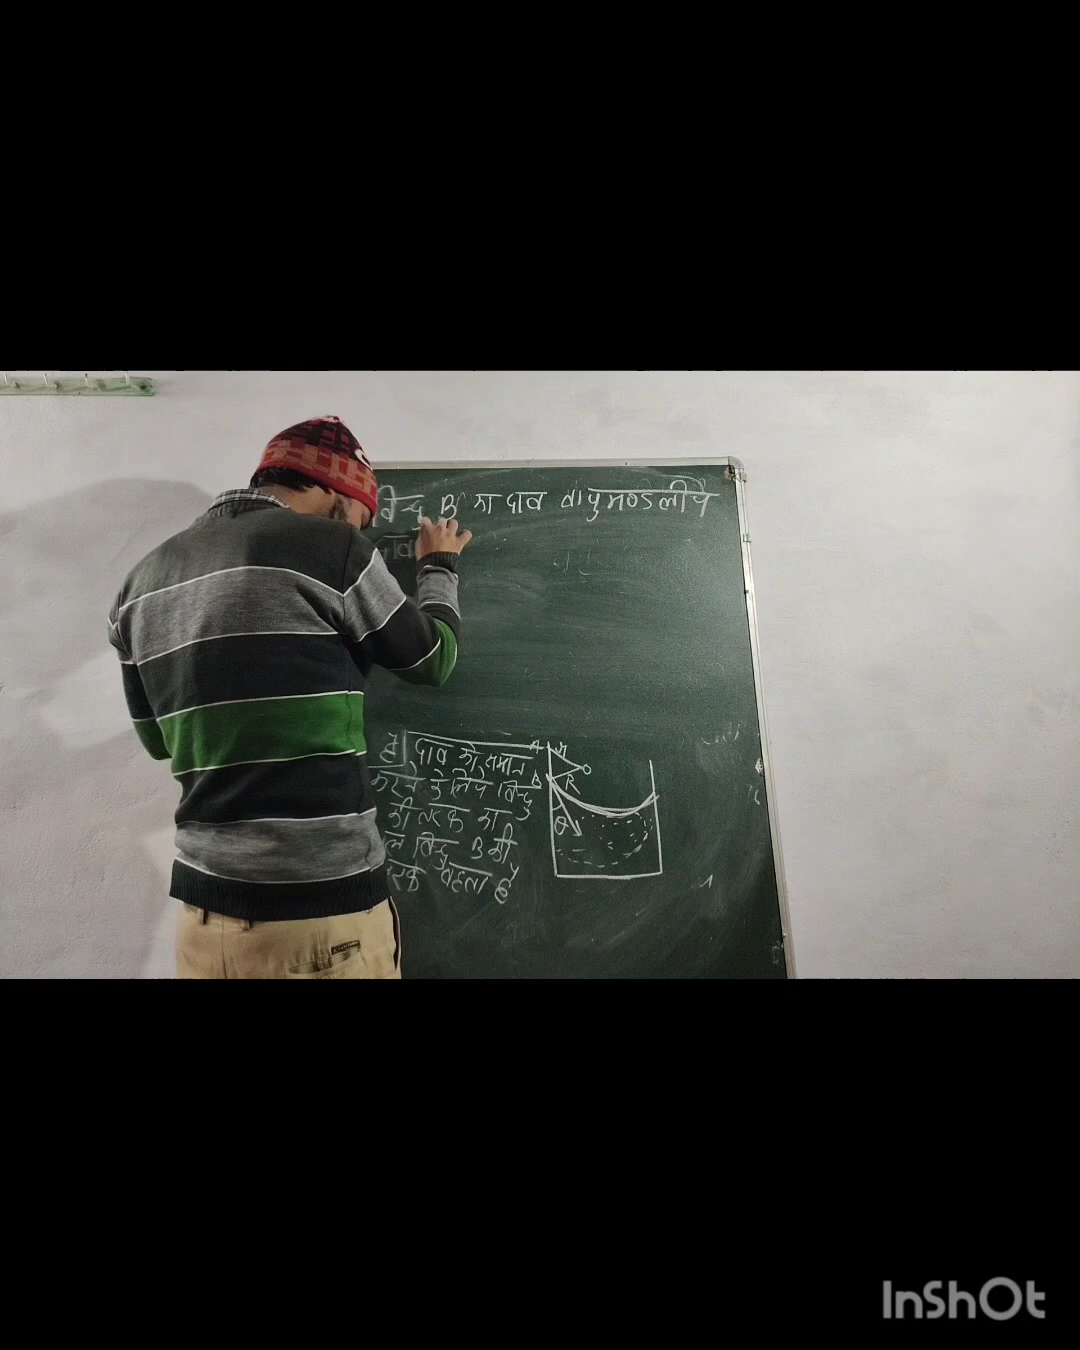 बिन्दु B का दाब वायुमण्डलीय
दाब
है। दाब को समान
करने के लिये बिन्दु
की तरफ का
बिन्दु B की
तरफ बहता है
A
B
R
θ
InShOt